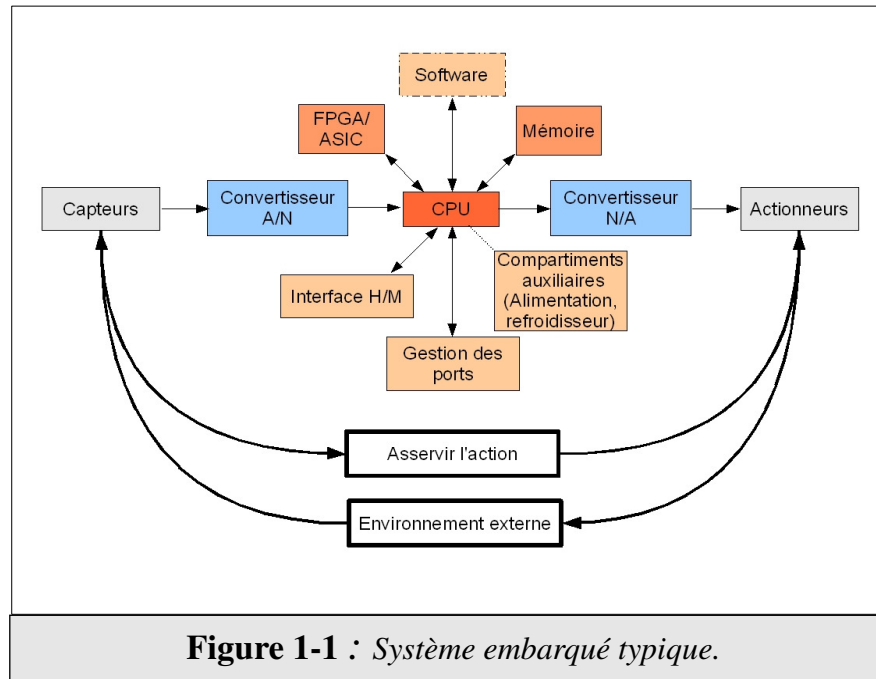 Software
FPGA/
ASIC
Mémoire
Capteurs
Convertisseur
A/N
CPU
Convertisseur
N/A
Actionneurs
Interface H/M
Compartiments
auxiliaires
(Alimentation,
refroidisseur)
Gestion des
ports
Asservir l'action
Environnement externe
Figure 1-1 : Système embarqué typique.